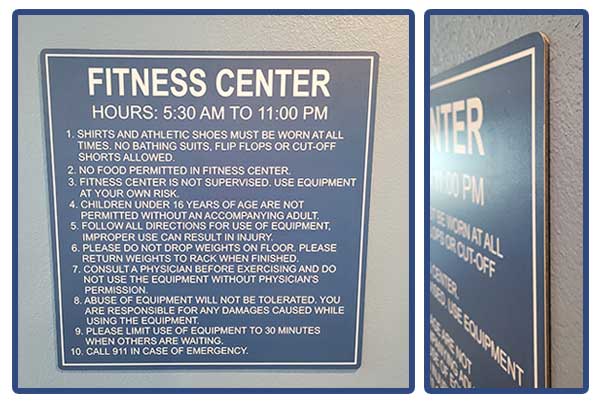 FITNESS CENTER
HOURS: 5:30 AM TO 11:00 PM
1. SHIRTS AND ATHLETIC SHOES MUST BE WORN AT ALL
TIMES. NO BATHING SUITS, FLIP FLOPS OR CUT-OFF
SHORTS ALLOWED.
2. NO FOOD PERMITTED IN FITNESS CENTER.
3. FITNESS CENTER IS NOT SUPERVISED. USE EQUIPMENT
AT YOUR OWN RISK.
4. CHILDREN UNDER 16 YEARS OF AGE ARE NOT
PERMITTED WITHOUT AN ACCOMPANYING ADULT.
5. FOLLOW ALL DIRECTIONS FOR USE OF EQUIPMENT,
IMPROPER USE CAN RESULT IN INJURY.
6. PLEASE DO NOT DROP WEIGHTS ON FLOOR. PLEASE
RETURN WEIGHTS TO RACK WHEN FINISHED.
7. CONSULT A PHYSICIAN BEFORE EXERCISING AND DO
NOT USE THE EQUIPMENT WITHOUT PHYSICIAN'S
PERMISSION.
8. ABUSE OF EQUIPMENT WILL NOT BE TOLERATED. YOU
ARE RESPONSIBLE FOR ANY DAMAGES CAUSED WHILE
USING THE EQUIPMENT.
9. PLEASE LIMIT USE OF EQUIPMENT TO 30 MINUTES
WHEN OTHERS ARE WAITING.
10. CALL 911 IN CASE OF EMERGENCY.
NTER
00 PM
BE WORN AT ALL
OPS OR CUT-OFF
CENTER.
USE EQUIPMENT
AGE ARE NOT